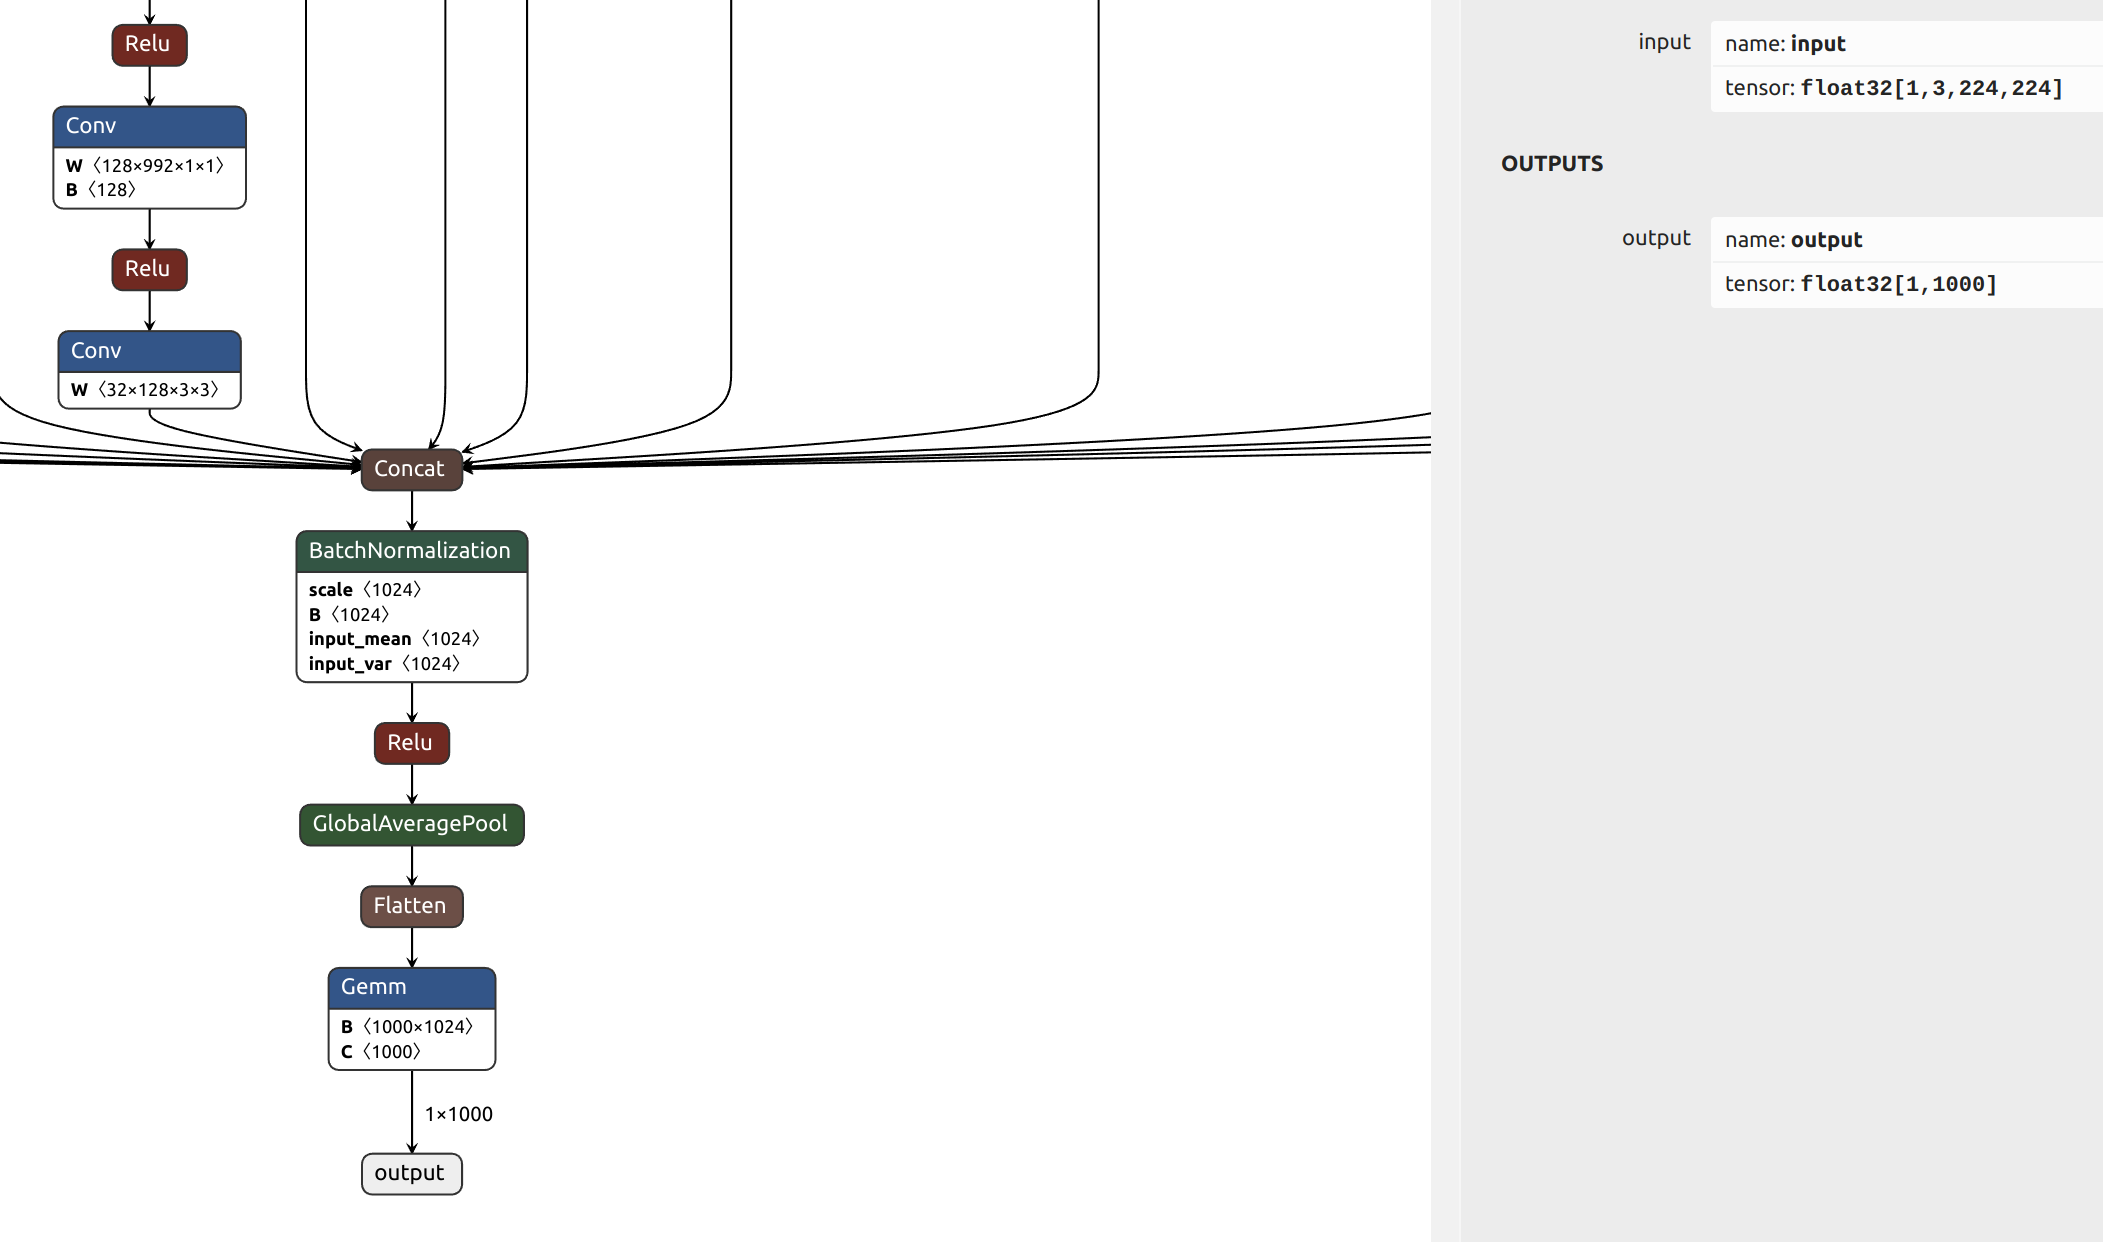 Relu
Conv
W 〈128×992×1×1〉
B 〈128〉
Relu
Conv
W 〈32×128×3×3〉
Concat
BatchNormalization
scale 〈1024〉
B 〈1024〉
input_mean 〈1024〉
input_var 〈1024〉
Relu
GlobalAveragePool
Flatten
Gemm
B 〈1000×1024〉
C 〈1000〉
1×1000
output
input
name: input
tensor: float32[1,3,224,224]
OUTPUTS
output
name: output
tensor: float32[1,1000]